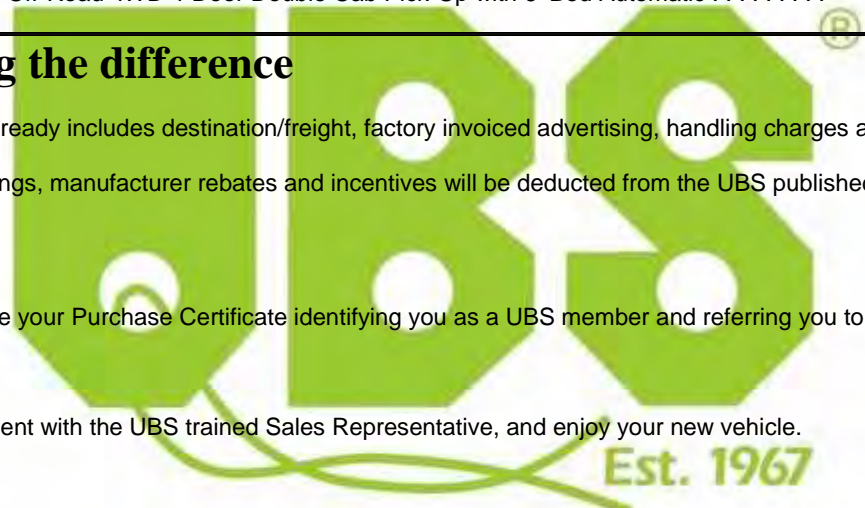 g the difference
ready includes destination/freight, factory invoiced advertising, handling charges a
ngs, manufacturer rebates and incentives will be deducted from the UBS published
e your Purchase Certificate identifying you as a UBS member and referring you to
ent with the UBS trained Sales Representative, and enjoy your new vehicle.
UBS ®
Est. 1967